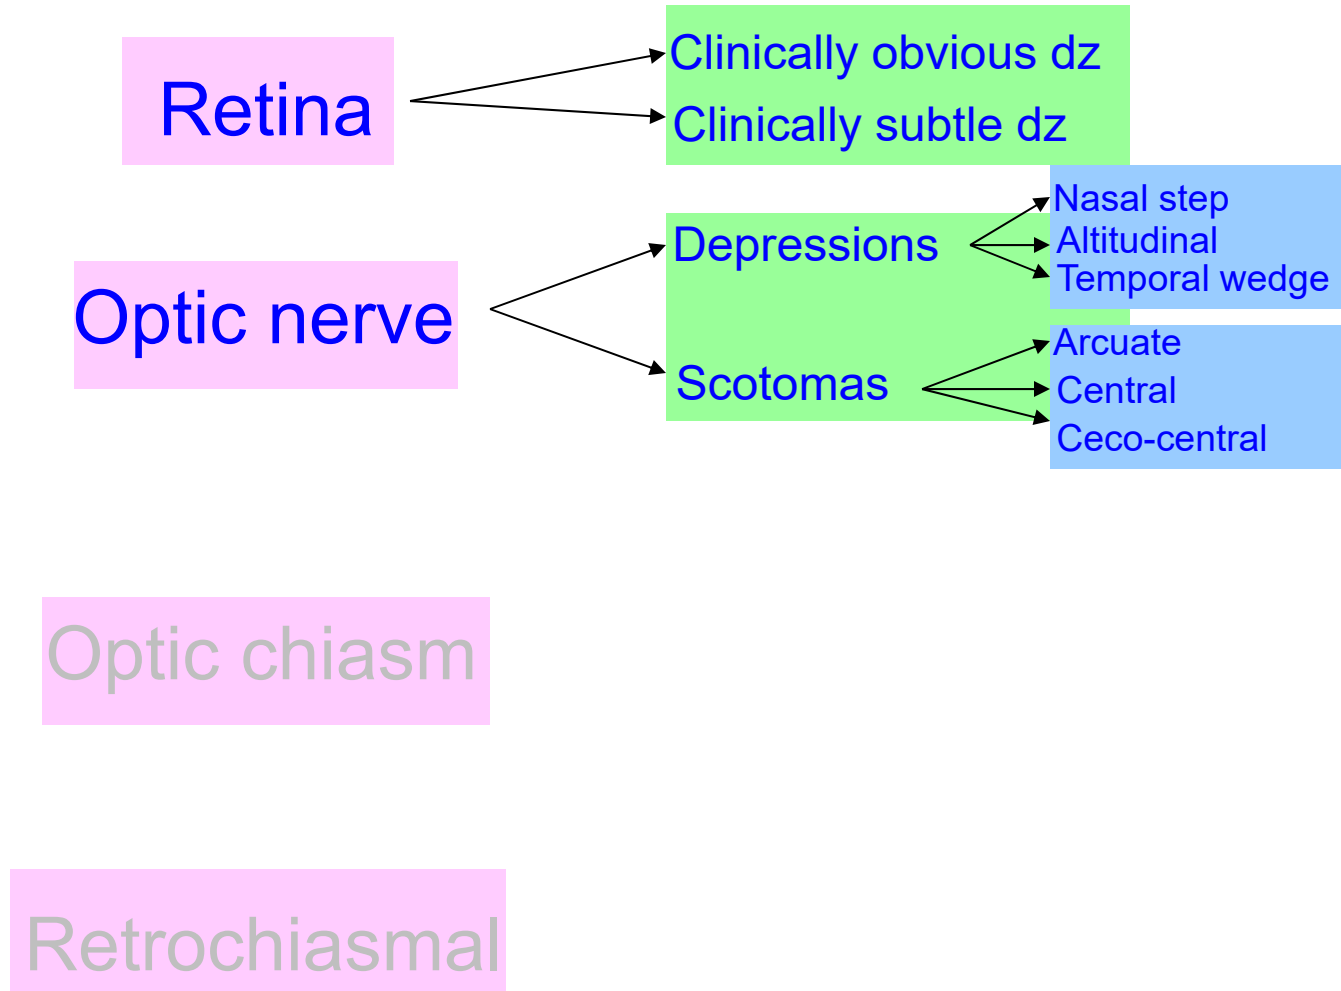 Retina
Clinically obvious dz
Clinically subtle dz
Optic nerve
Depressions
Nasal step
Altitudinal
Temporal wedge
Scotomas
Arcuate
Central
Ceco-central
Optic chiasm
Retrochiasmal